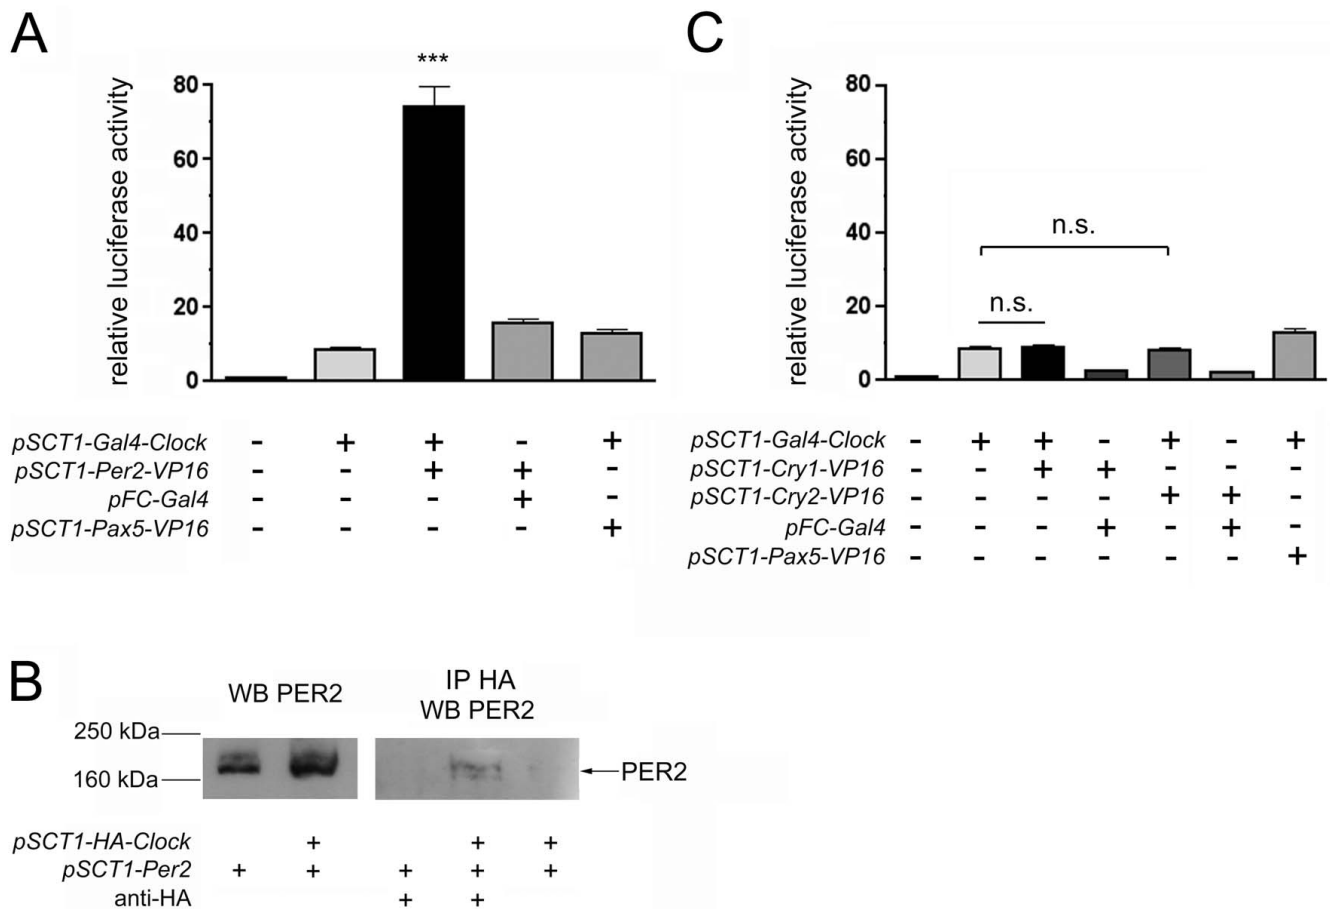 A
***
relative luciferase activity
80
60
40
20
0
pSCT1-Gal4-Clock - + + - +
pSCT1-Per2-VP16 - - + + -
pFC-Gal4 - - - + -
pSCT1-Pax5-VP16 - - - - +
C
relative luciferase activity
80
60
40
20
0
n.s.
n.s.
pSCT1-Gal4-Clock - + + - + - +
pSCT1-Cry1-VP16 - - + + - - -
pSCT1-Cry2-VP16 - - - - + + -
pFC-Gal4 - - - + - + -
pSCT1-Pax5-VP16 - - - - - - +
B
WB PER2
IP HA
WB PER2
250 kDa
160 kDa
PER2
pSCT1-HA-Clock + + +
pSCT1-Per2 + + + + +
anti-HA + +